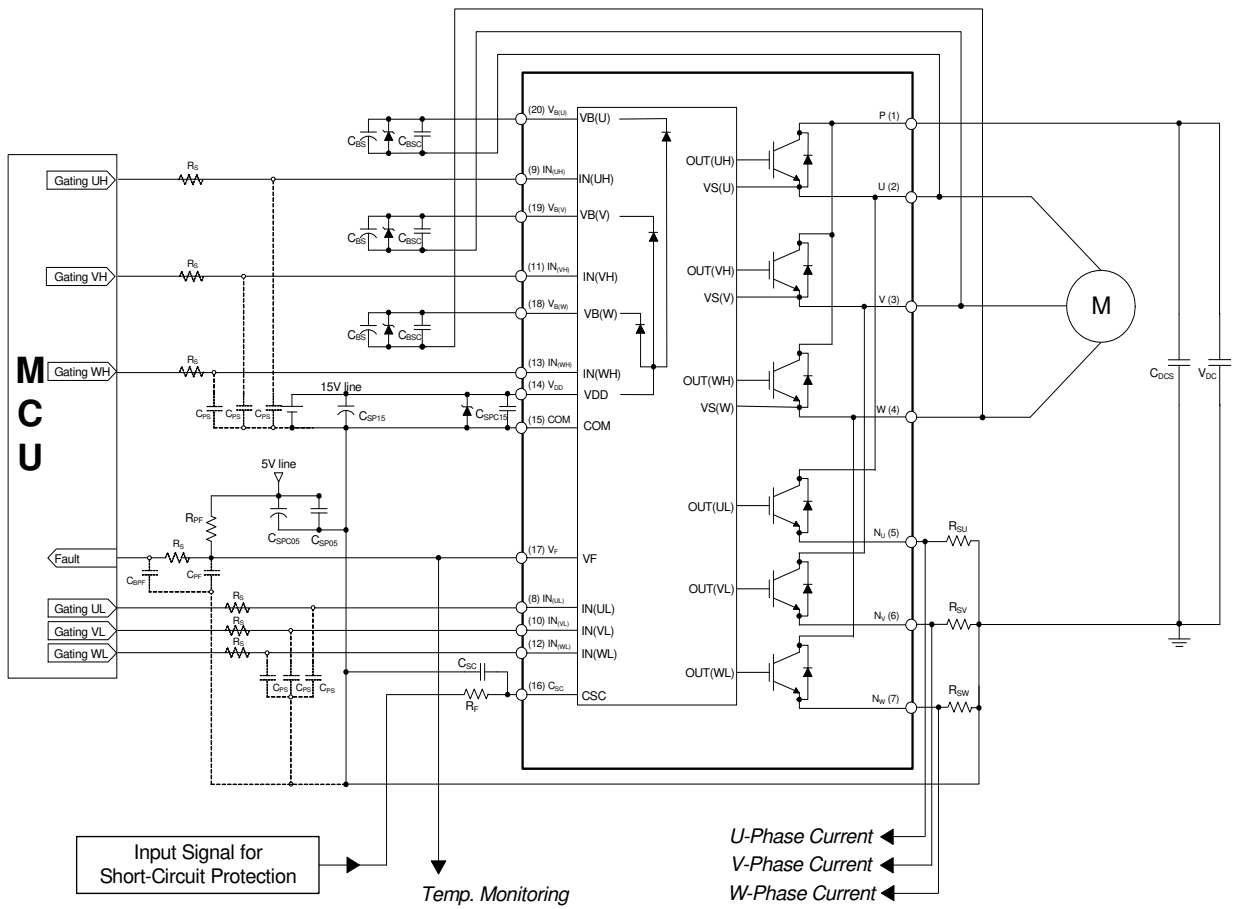 (20) VB(U)
VB(U)
P (1)
CBS
CBSC
OUT(UH)
RS
Gating UH
(9) IN(UH)
IN(UH)
VS(U)
U (2)
(19) VB(V)
VB(V)
CBS
CBSC
RS
Gating VH
(11) IN(VH)
IN(VH)
OUT(VH)
VS(V)
V (3)
M
(18) VB(W)
VB(W)
CBS
CBSC
RS
Gating WH
(13) IN(WH)
IN(WH)
OUT(WH)
CDCS
VDC
15V line
(14) VDD
VDD
VS(W)
W (4)
CPS
CPS
CPS
CSP15
CSPC15
(15) COM
COM
MCU
5V line
RPF
CSPC05
CSP05
OUT(UL)
NU (5)
RSU
Fault
RS
(17) VF
VF
CBPF
CPF
OUT(VL)
Gating UL
RS
(8) IN(UL)
IN(UL)
NV (6)
RSV
Gating VL
RS
(10) IN(VL)
IN(VL)
Gating WL
RS
(12) IN(WL)
IN(WL)
CPS
CPS
CPS
CSC
OUT(WL)
RF
(16) CSC
CSC
NW (7)
RSW
Input Signal for
Short-Circuit Protection
Temp. Monitoring
U-Phase Current
V-Phase Current
W-Phase Current